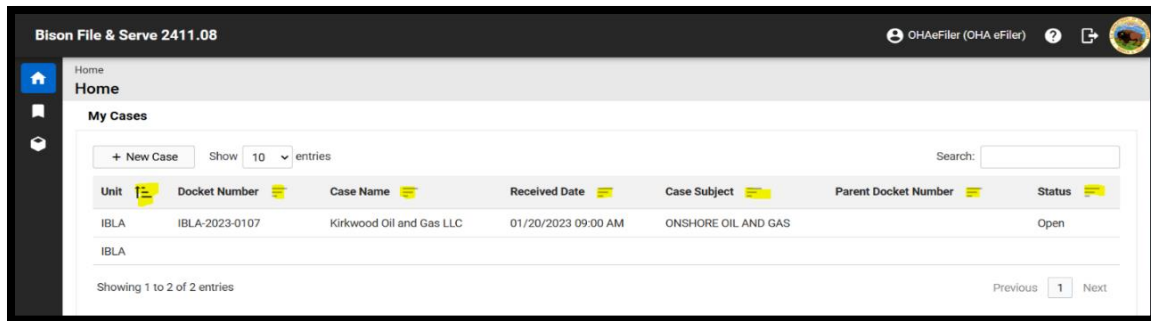 Bison File & Serve 2411.08 OHAeFiler (OHA eFiler)
Home
Home
My Cases
+ New Case Show 10 entries Search:
Unit Docket Number Case Name Received Date Case Subject Parent Docket Number Status
IBLA IBLA-2023-0107 Kirkwood Oil and Gas LLC 01/20/2023 09:00 AM ONSHORE OIL AND GAS Open
IBLA
Showing 1 to 2 of 2 entries Previous 1 Next